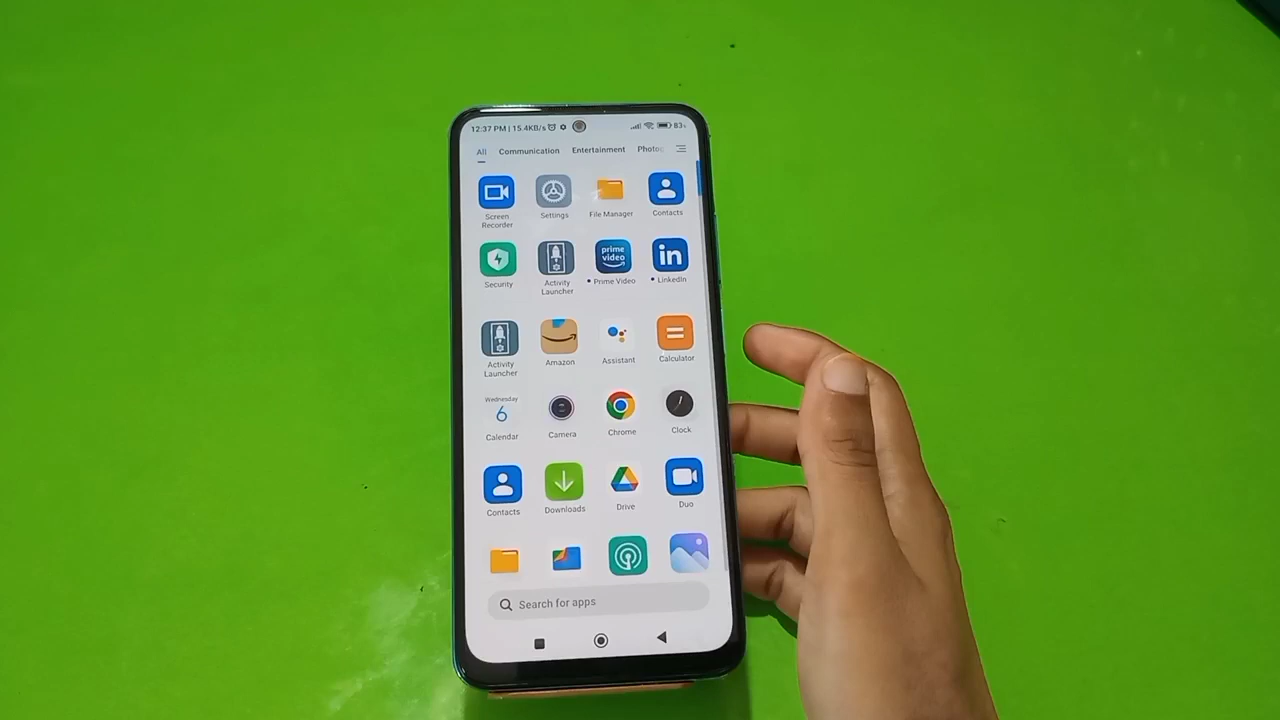 12:37 PM | 15.4KB/s
83
All Communication Entertainment Photo
Screen Recorder
Settings
File Manager
Contacts
Security
Activity Launcher
prime video
Prime Video
in
LinkedIn
Activity Launcher
Amazon
Assistant
Calculator
Wednesday
6
Calendar
Camera
Chrome
Clock
Contacts
Downloads
Drive
Duo
Search for apps